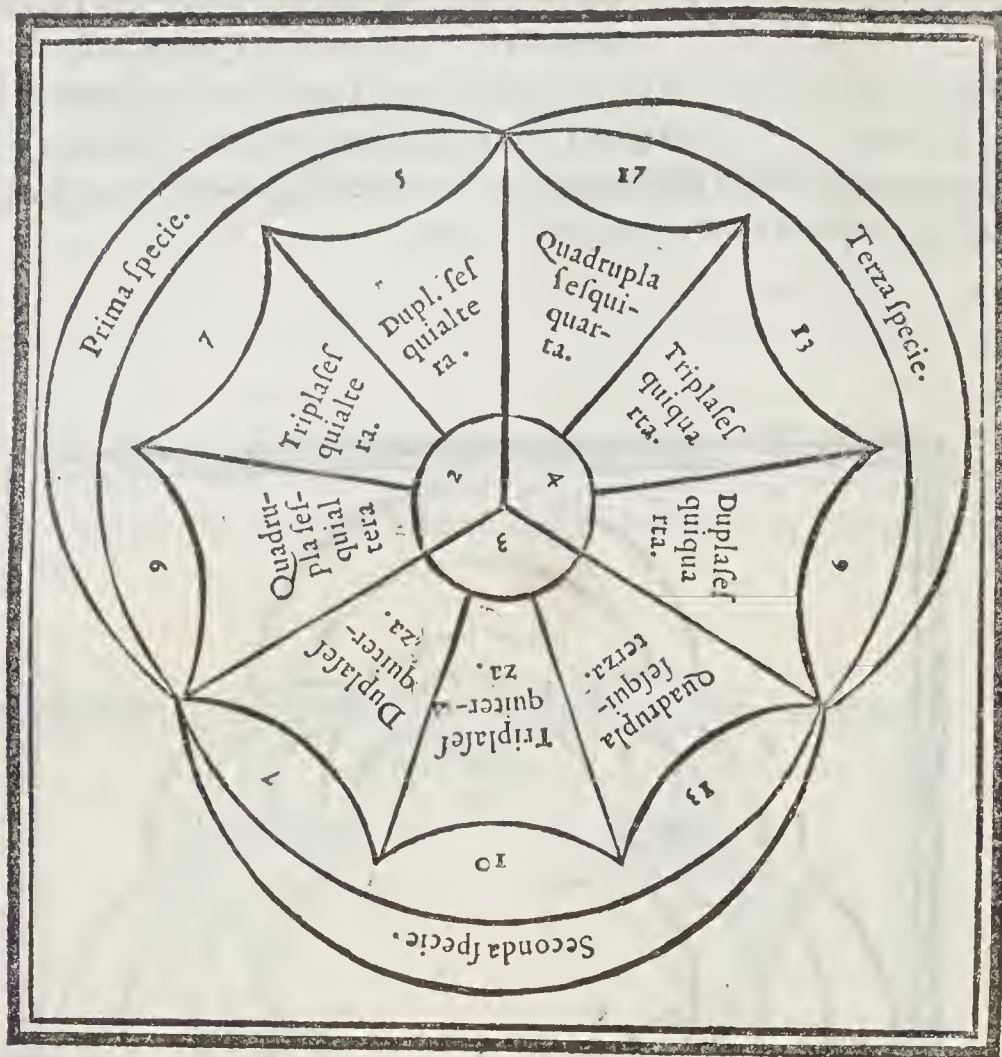 Prima ſpecie.
5
Dupl. ſeſ
quialte
ra.
7
Triplaſeſ
quialte
ra.
9
Quadru-
pla ſeſ-
quial
tera
2
Seconda ſpecie.
7
Duplaſeſ
quiter-
za.
10
Triplaſeſ
quiter-
za.
13
Quadrupla
ſeſqui-
terza.
3
Terza ſpecie.
9
Duplaſeſ
quiqua
rta.
13
Triplaſeſ
quiqua
rta.
17
Quadrupla
ſeſqui-
quar-
ta.
4